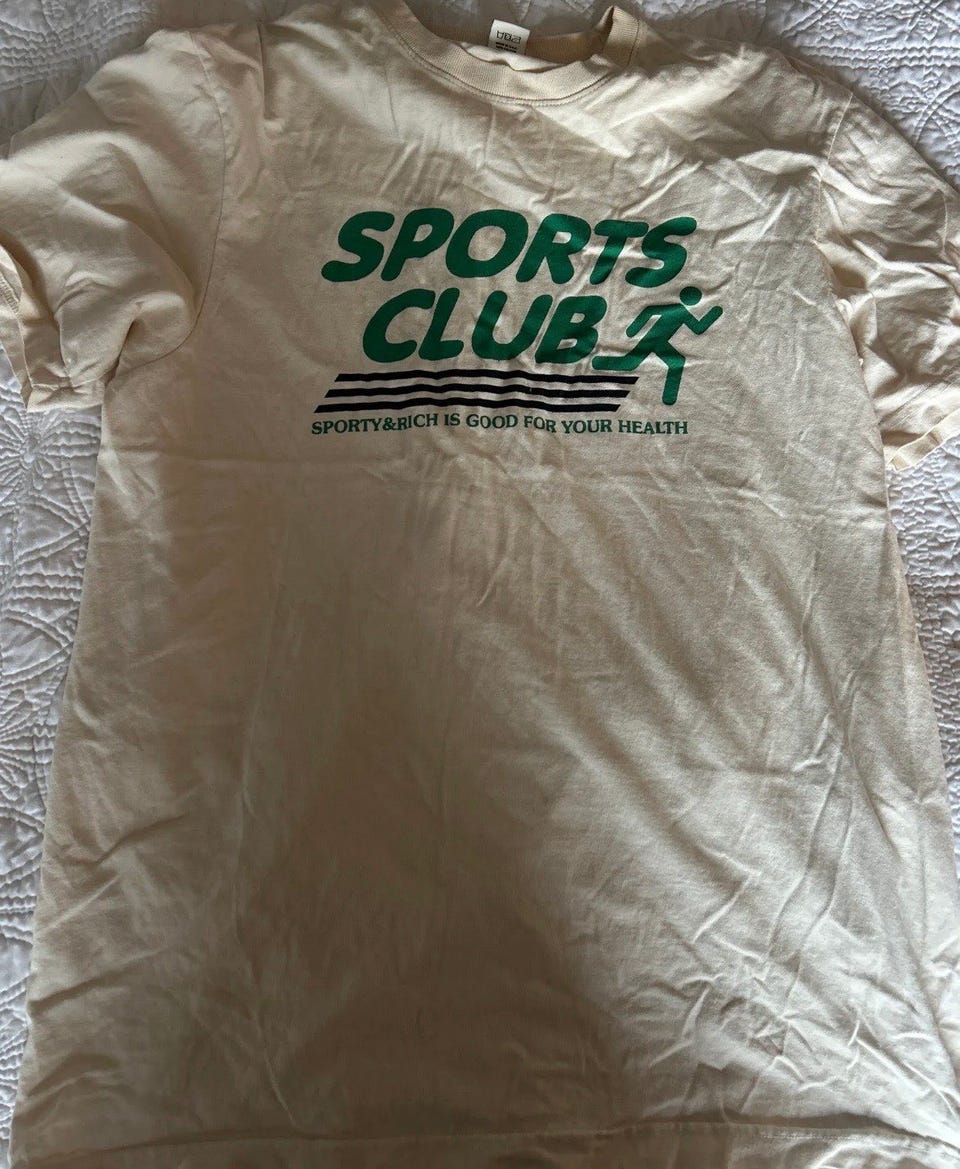 SPORTS
CLUB
SPORTY&RICH IS GOOD FOR YOUR HEALTH